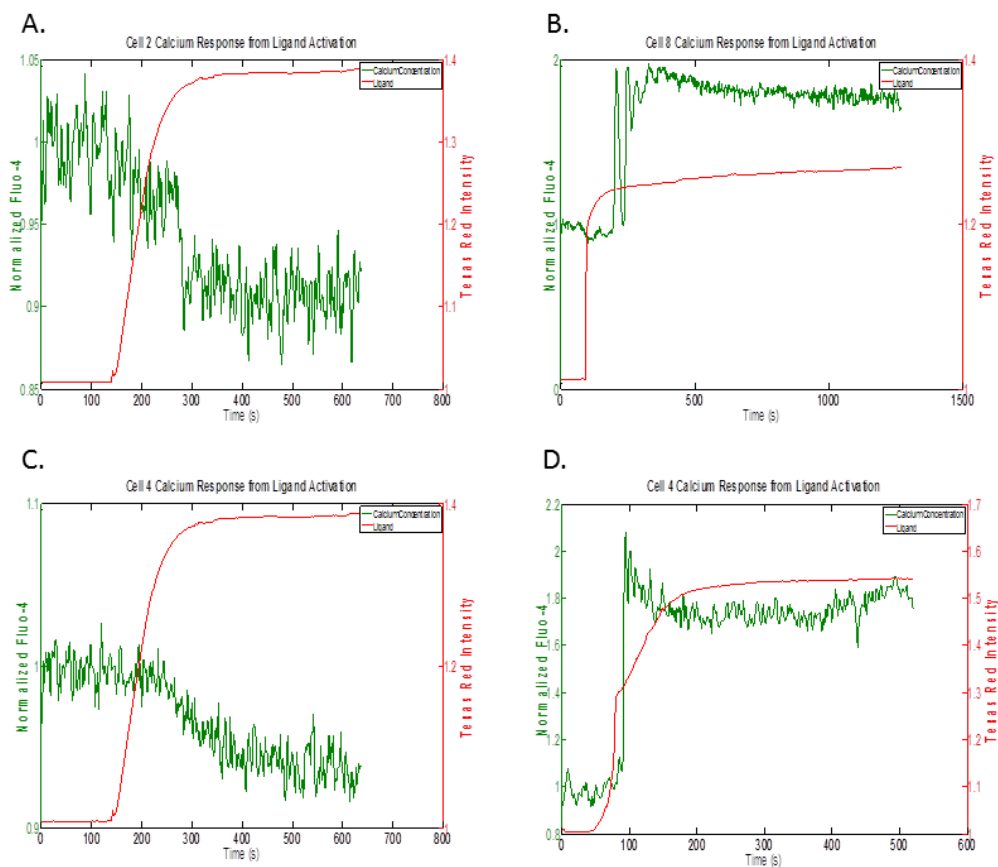 A.
Cell 2 Calcium Response from Ligand Activation
1.05
1
0.95
0.9
0.85
Normalized Fluo-4
CalciumConcentration
Ligand
1.4
1.3
1.2
1.1
1
Texas Red Intensity
0 100 200 300 400 500 600 700 800
Time (s)
B.
Cell 8 Calcium Response from Ligand Activation
2
1
0
Normalized Fluo-4
CalciumConcentration
Ligand
1.4
1.2
1
Texas Red Intensity
0 500 1000 1500
Time (s)
C.
Cell 4 Calcium Response from Ligand Activation
1.1
1
0.9
Normalized Fluo-4
CalciumConcentration
Ligand
1.4
1.2
1
Texas Red Intensity
0 100 200 300 400 500 600 700 800
Time (s)
D.
Cell 4 Calcium Response from Ligand Activation
2.2
2
1.8
1.6
1.4
1.2
1
0.8
Normalized Fluo-4
CalciumConcentration
Ligand
1.7
1.6
1.5
1.4
1.3
1.2
1.1
1
Texas Red Intensity
0 100 200 300 400 500 600
Time (s)